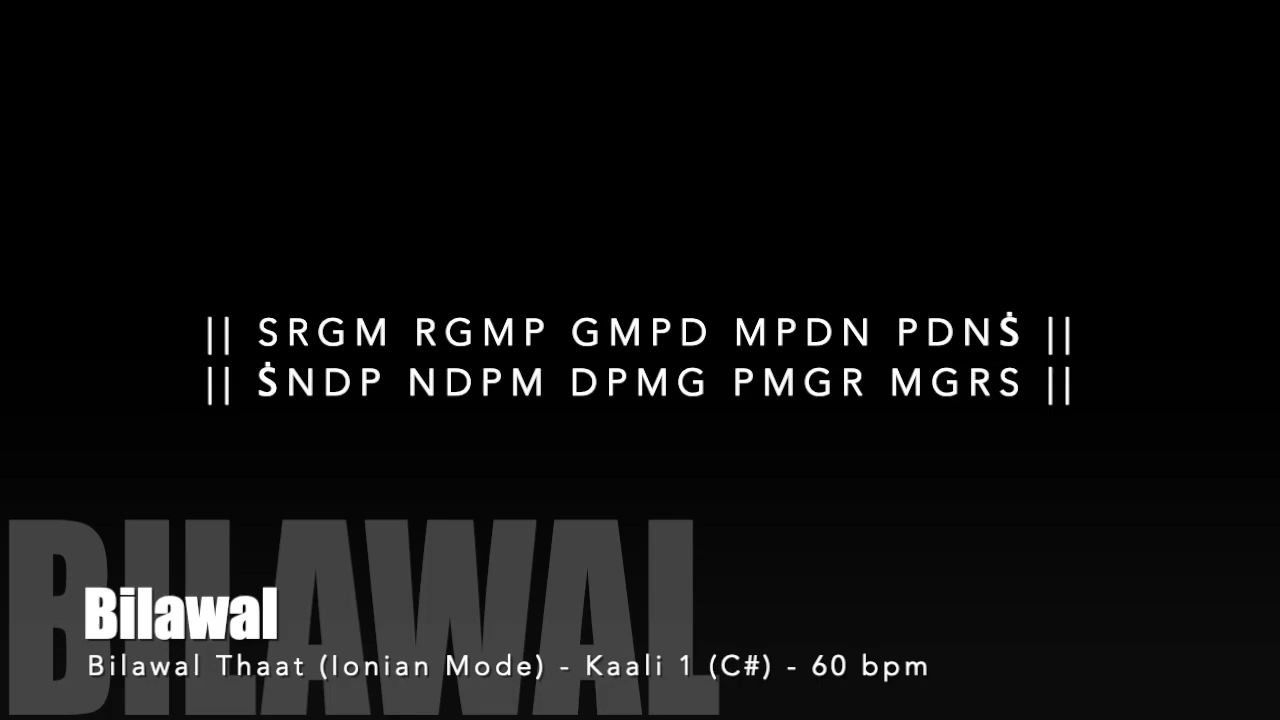 || SRGM RGMP GMPD MPDN PDNṠ ||
|| ṠNDP NDPM DPMG PMGR MGRS ||
BILAWAL
Bilawal
Bilawal Thaat (Ionian Mode) - Kaali 1 (C#) - 60 bpm